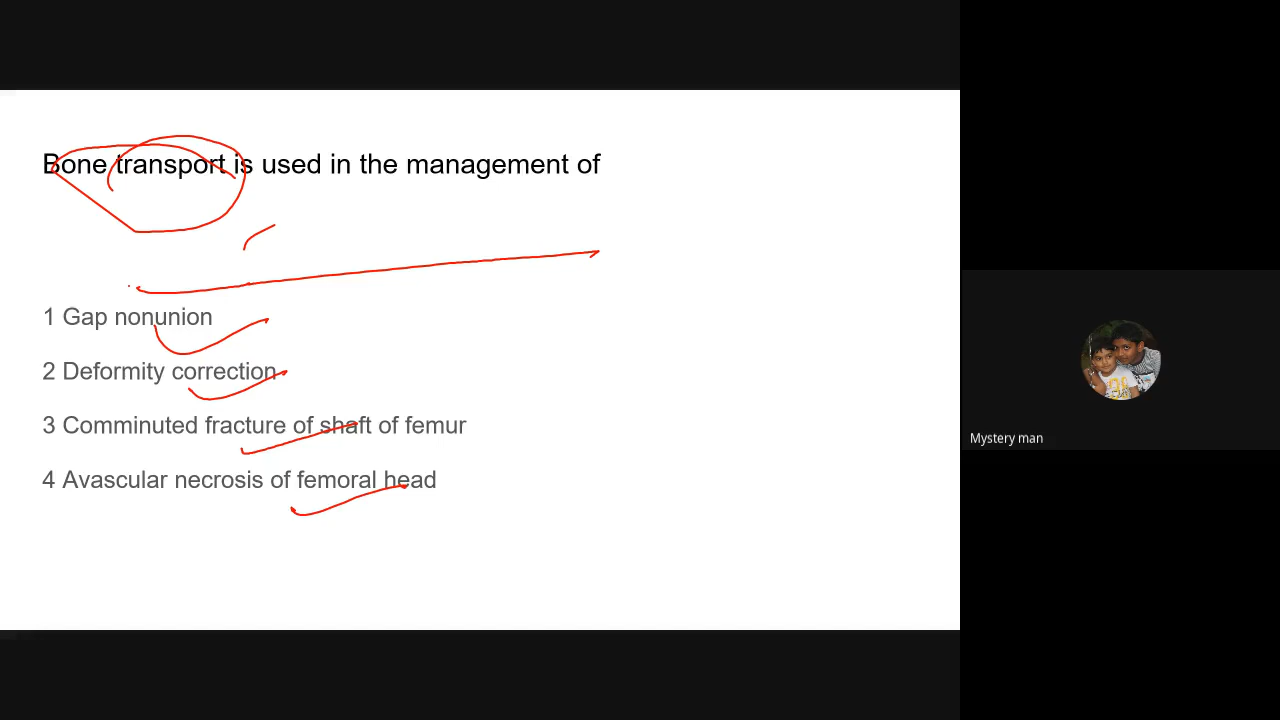 Bone transport is used in the management of
1 Gap nonunion
2 Deformity correction
3 Comminuted fracture of shaft of femur
4 Avascular necrosis of femoral head
Mystery man